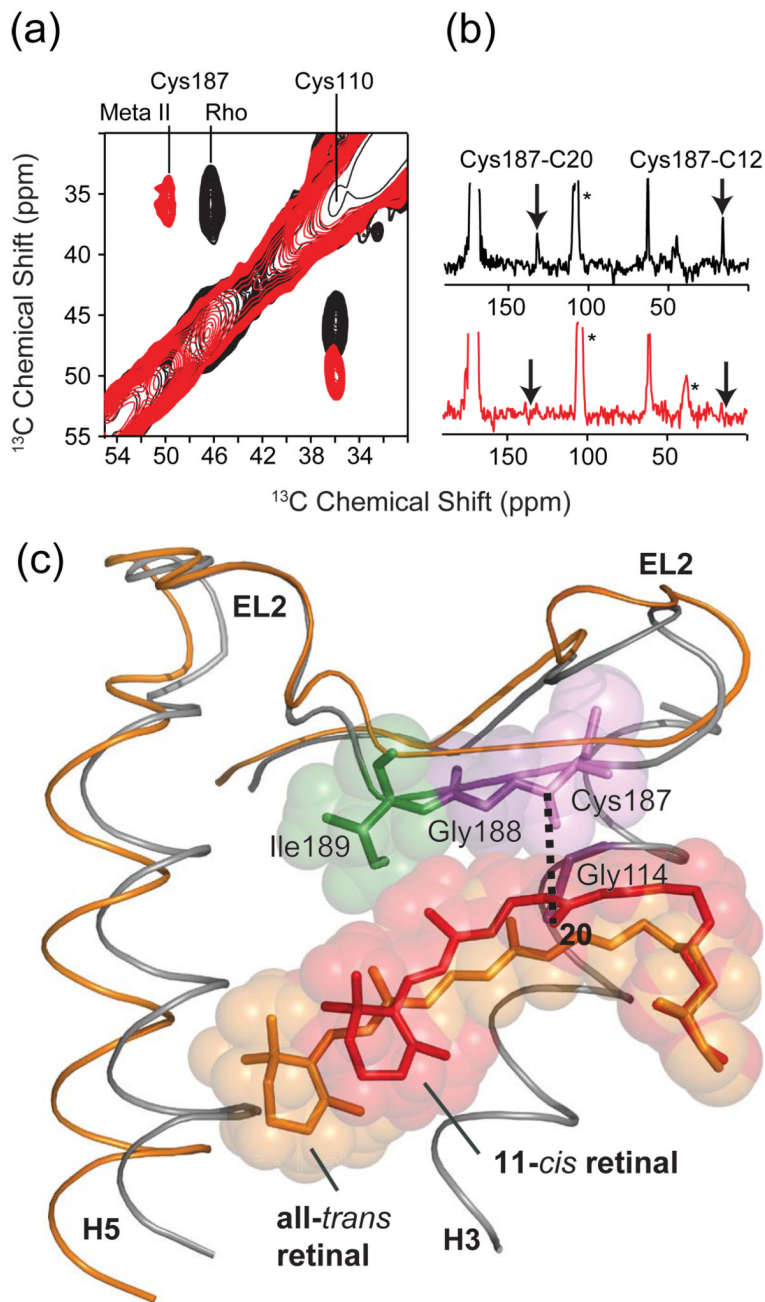 (a)
(b)
Cys187
Cys110
Meta II
Rho
35
40
45
50
55
54
50
46
42
38
34
¹³C Chemical Shift (ppm)
Cys187-C20
Cys187-C12
*
150
100
50
*
*
150
100
50
¹³C Chemical Shift (ppm)
(c)
EL2
EL2
Cys187
Gly188
Ile189
Gly114
20
11-cis retinal
all-trans
retinal
H5
H3